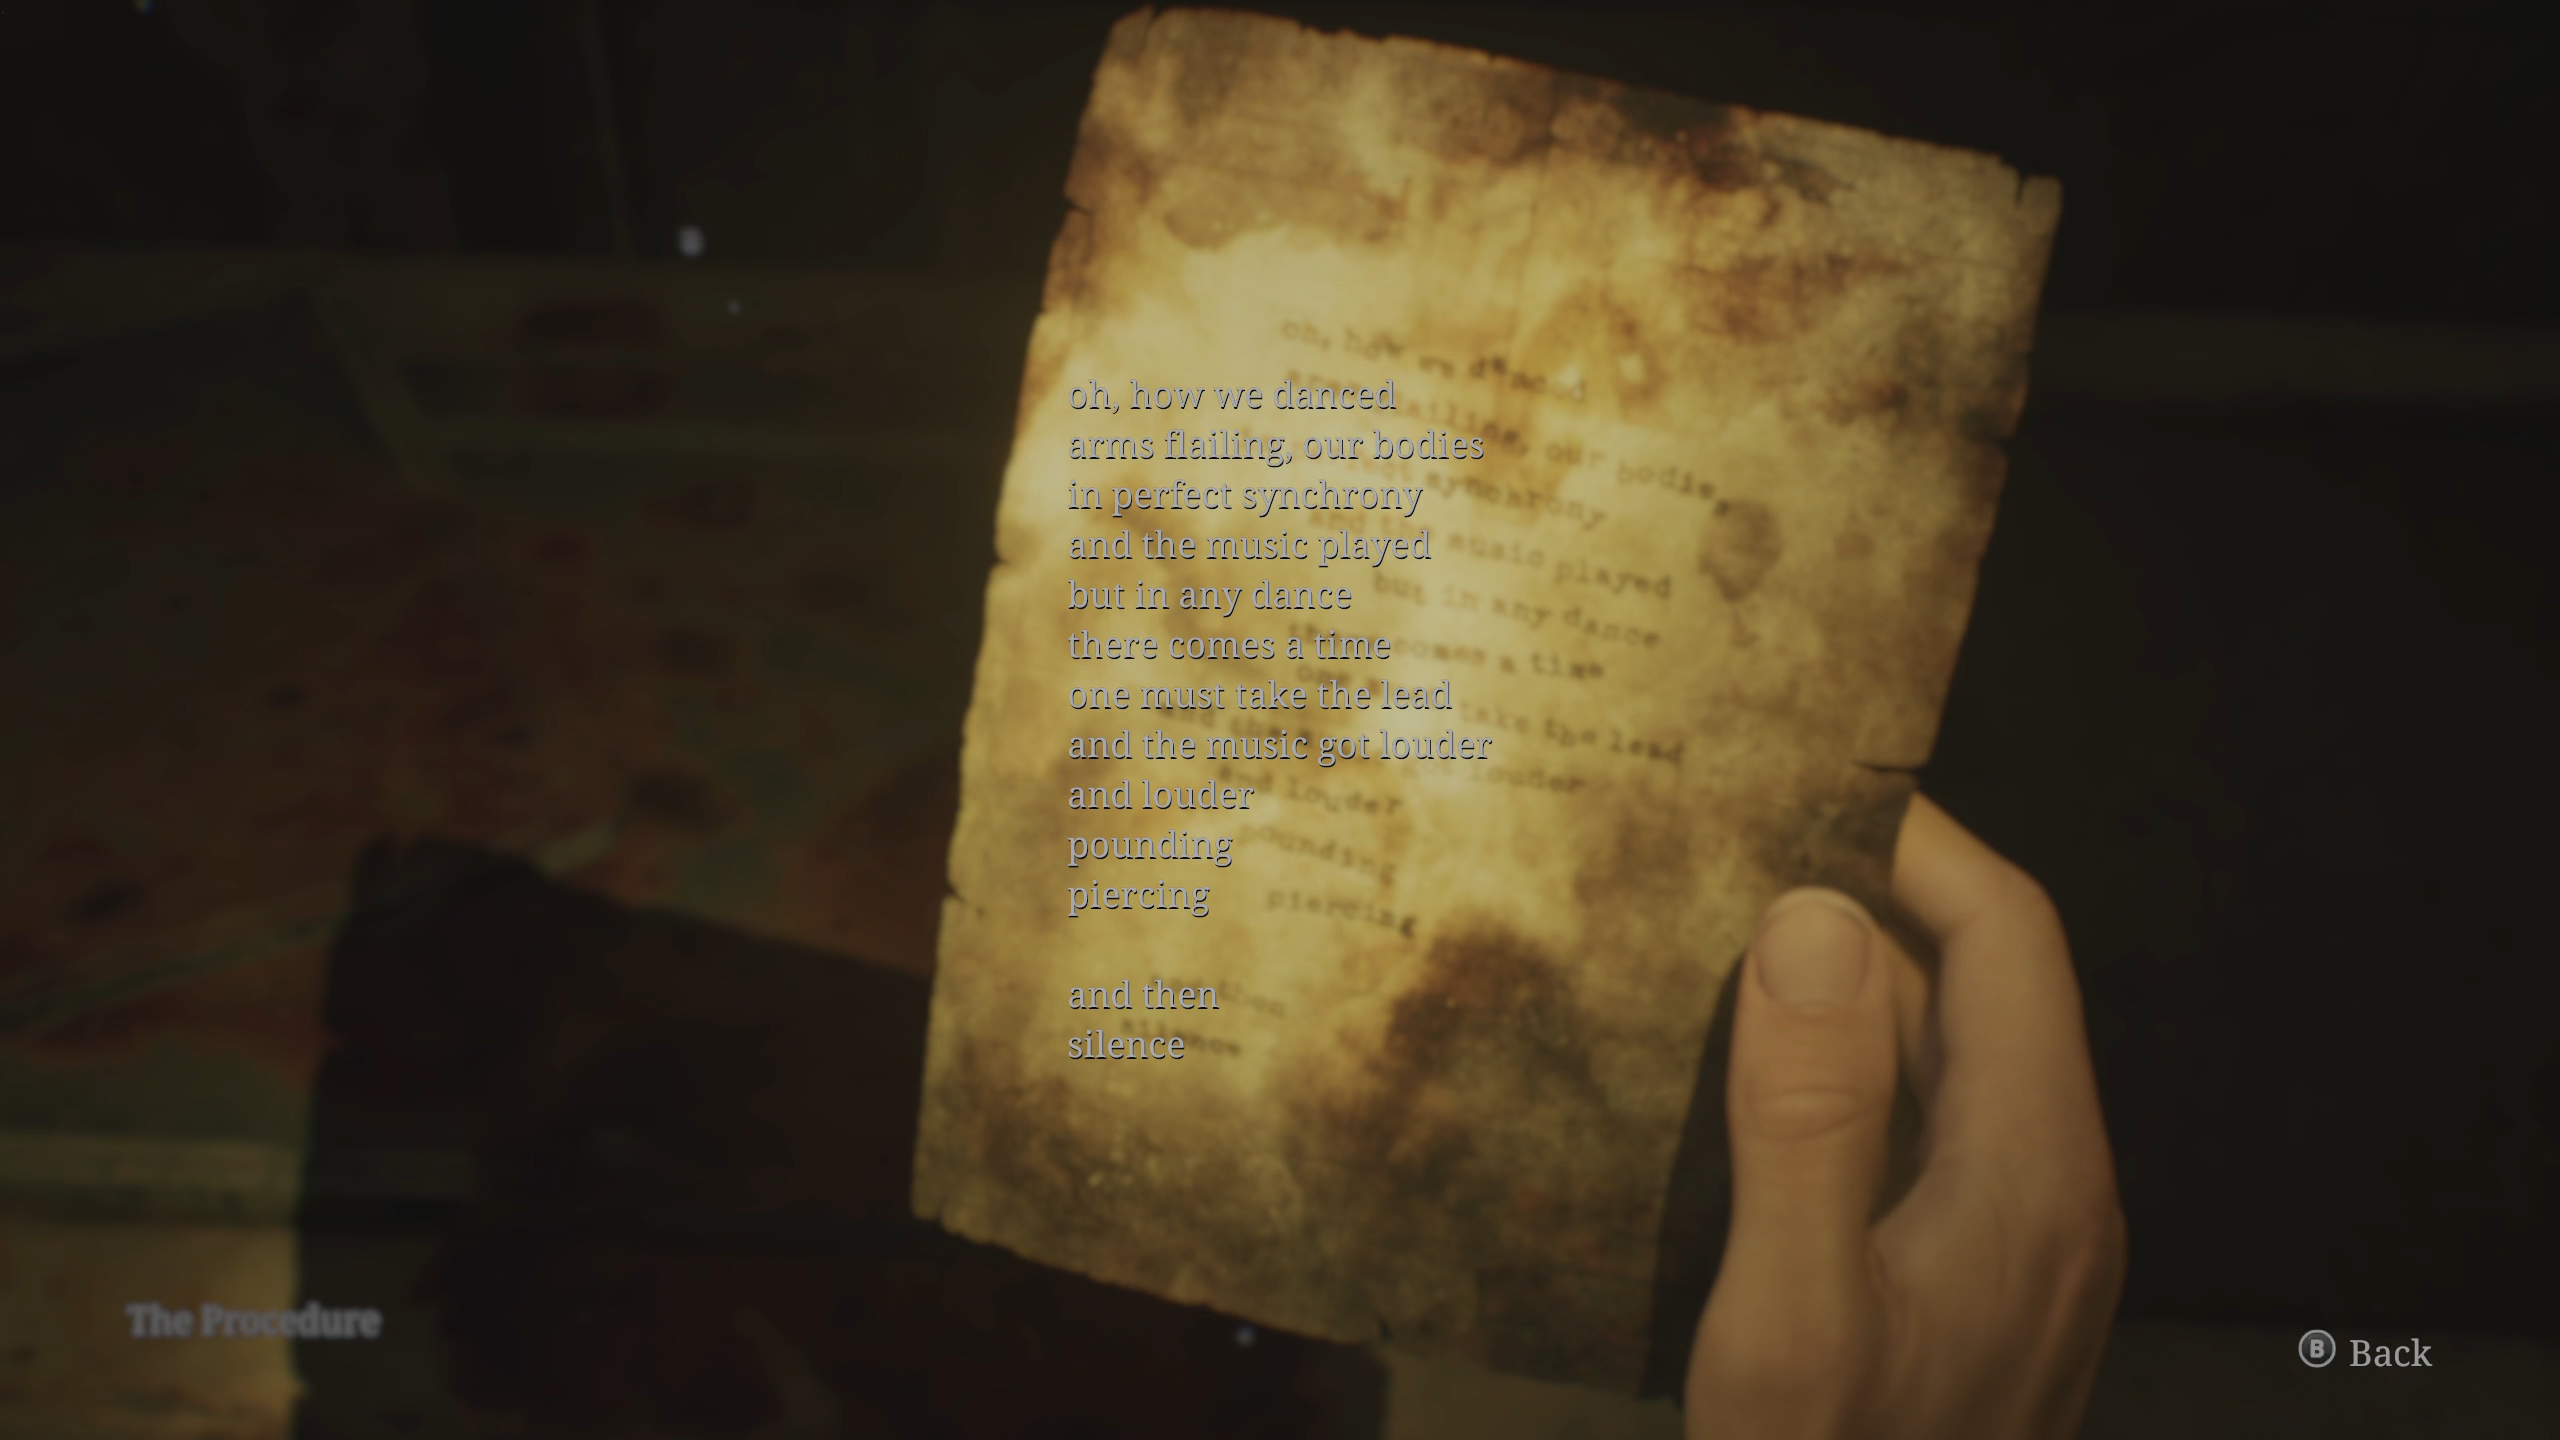 oh, how we danced
arms flailing, our bodies
in perfect synchrony
and the music played
but in any dance
there comes a time
one must take the lead
and the music got louder
and louder
pounding
piercing
and then
silence
The Procedure
B Back